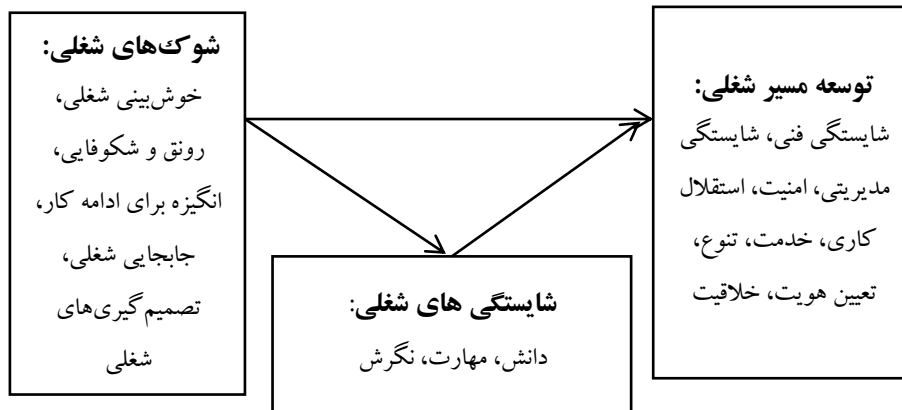 شوک‌های شغلی:
خوش‌بینی شغلی،
رونق و شکوفایی،
انگیزه برای ادامه کار،
جابجایی شغلی،
تصمیم‌گیری‌های
شغلی
توسعه مسیر شغلی:
شایستگی فنی، شایستگی
مدیریتی، امنیت، استقلال
کاری، خدمت، تنوع،
تعیین هویت، خلاقیت
شایستگی های شغلی:
دانش، مهارت، نگرش